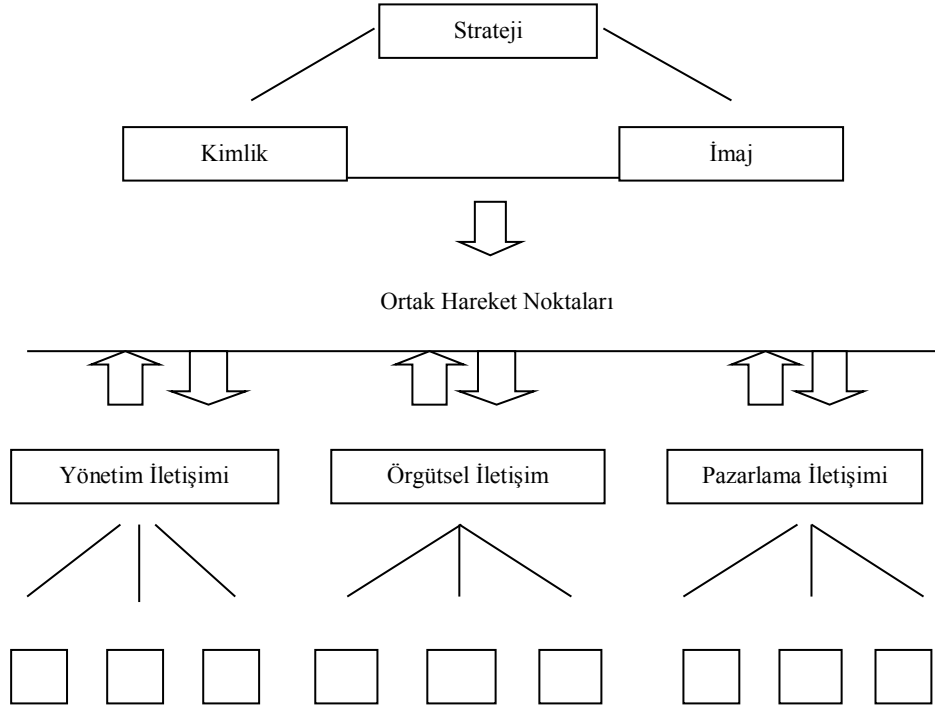 Strateji
Kimlik
İmaj
Ortak Hareket Noktaları
Yönetim İletişimi
Örgütsel İletişim
Pazarlama İletişimi